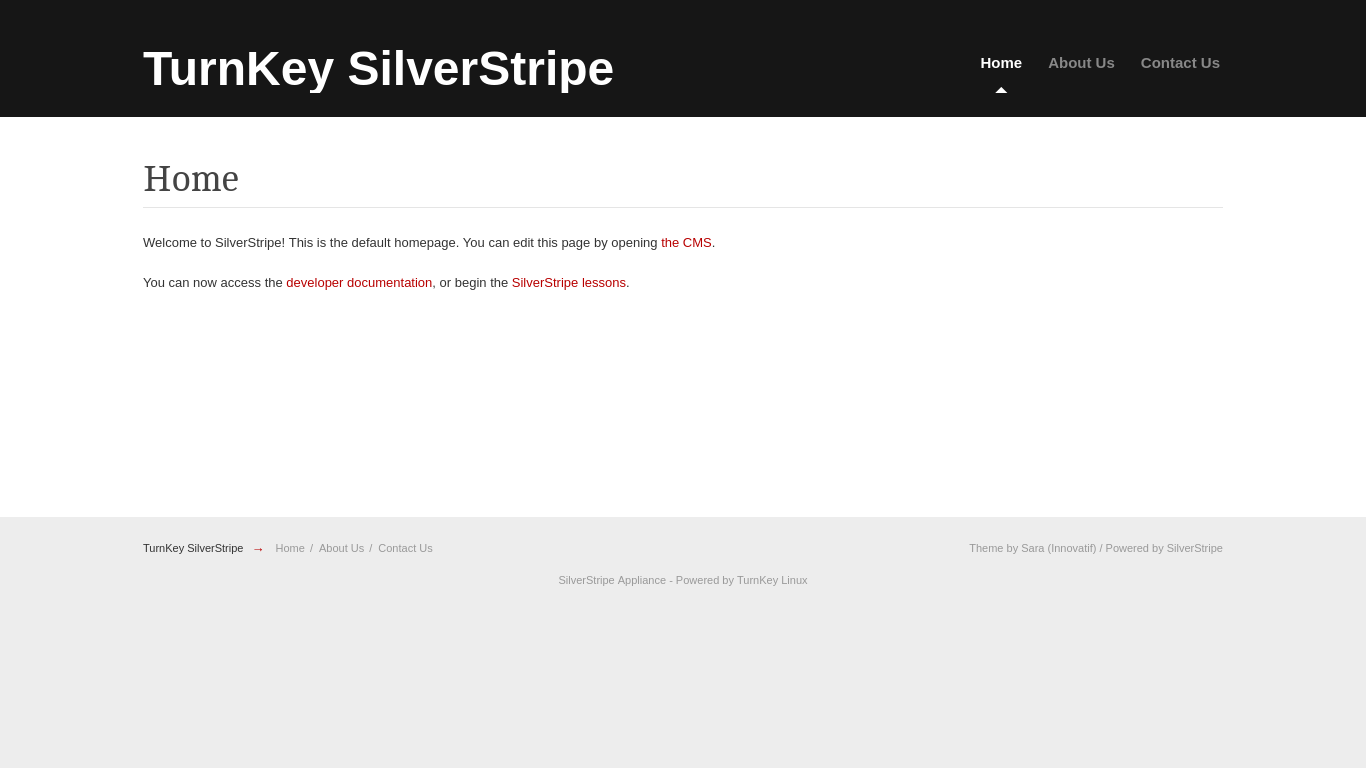 TurnKey SilverStripe
Home About Us Contact Us
Home
Welcome to SilverStripe! This is the default homepage. You can edit this page by opening the CMS.
You can now access the developer documentation, or begin the SilverStripe lessons.
TurnKey SilverStripe → Home / About Us / Contact Us
Theme by Sara (Innovatif) / Powered by SilverStripe
SilverStripe Appliance - Powered by TurnKey Linux